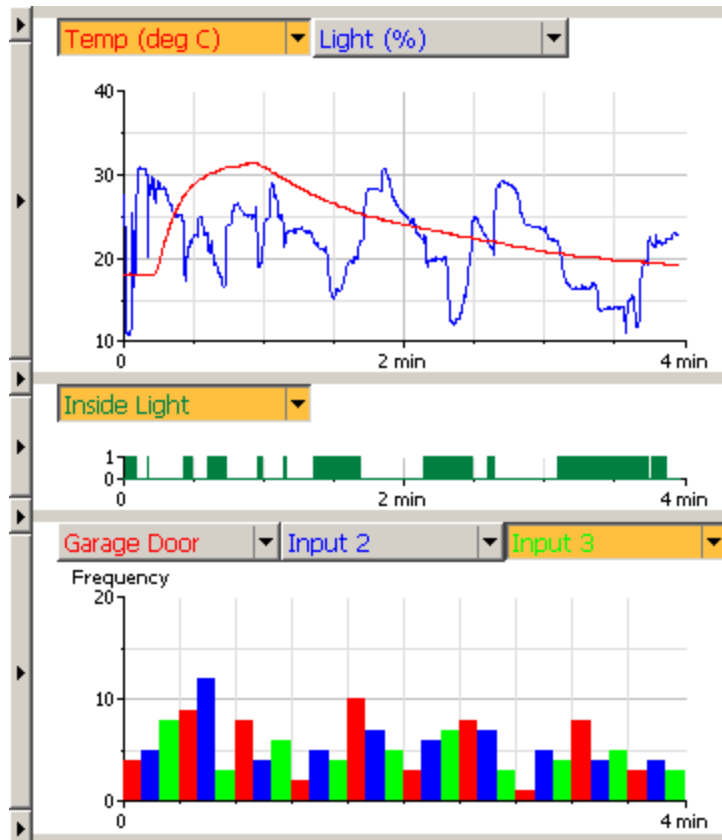 Temp (deg C) Light (%)
40
30
20
10
0 2 min 4 min
Inside Light
1
0
0 2 min 4 min
Garage Door Input 2 Input 3
Frequency
20
10
0
0 4 min